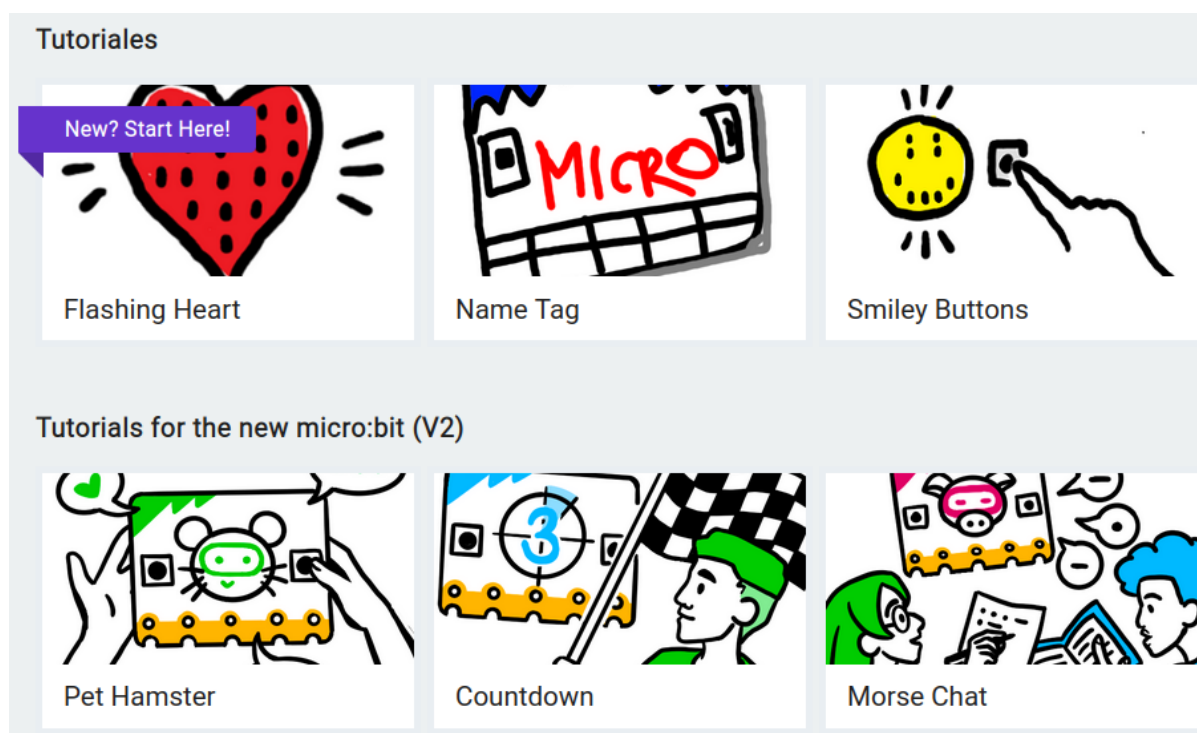 Tutoriales
New? Start Here!
MICRO
Flashing Heart
Name Tag
Smiley Buttons
Tutorials for the new micro:bit (V2)
3
Pet Hamster
Countdown
Morse Chat